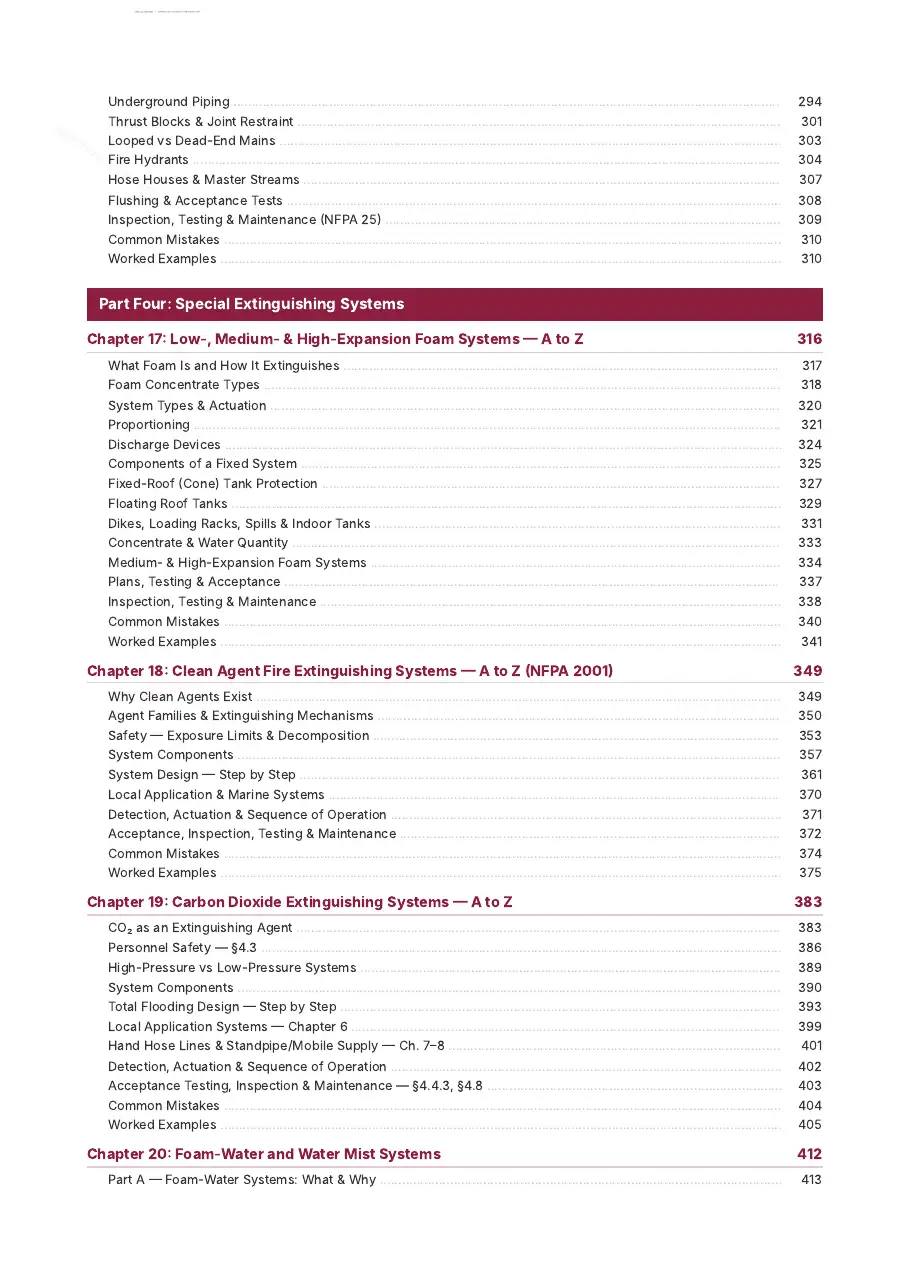 Underground Piping 294
Thrust Blocks & Joint Restraint 301
Looped vs Dead-End Mains 303
Fire Hydrants 304
Hose Houses & Master Streams 307
Flushing & Acceptance Tests 308
Inspection, Testing & Maintenance (NFPA 25) 309
Common Mistakes 310
Worked Examples 310
Part Four: Special Extinguishing Systems
Chapter 17: Low-, Medium- & High-Expansion Foam Systems — A to Z 316
What Foam Is and How It Extinguishes 317
Foam Concentrate Types 318
System Types & Actuation 320
Proportioning 321
Discharge Devices 324
Components of a Fixed System 325
Fixed-Roof (Cone) Tank Protection 327
Floating Roof Tanks 329
Dikes, Loading Racks, Spills & Indoor Tanks 331
Concentrate & Water Quantity 333
Medium- & High-Expansion Foam Systems 334
Plans, Testing & Acceptance 337
Inspection, Testing & Maintenance 338
Common Mistakes 340
Worked Examples 341
Chapter 18: Clean Agent Fire Extinguishing Systems — A to Z (NFPA 2001) 349
Why Clean Agents Exist 349
Agent Families & Extinguishing Mechanisms 350
Safety — Exposure Limits & Decomposition 353
System Components 357
System Design — Step by Step 361
Local Application & Marine Systems 370
Detection, Actuation & Sequence of Operation 371
Acceptance, Inspection, Testing & Maintenance 372
Common Mistakes 374
Worked Examples 375
Chapter 19: Carbon Dioxide Extinguishing Systems — A to Z 383
CO₂ as an Extinguishing Agent 383
Personnel Safety — §4.3 386
High-Pressure vs Low-Pressure Systems 389
System Components 390
Total Flooding Design — Step by Step 393
Local Application Systems — Chapter 6 399
Hand Hose Lines & Standpipe/Mobile Supply — Ch. 7–8 401
Detection, Actuation & Sequence of Operation 402
Acceptance Testing, Inspection & Maintenance — §4.4.3, §4.8 403
Common Mistakes 404
Worked Examples 405
Chapter 20: Foam-Water and Water Mist Systems 412
Part A — Foam-Water Systems: What & Why 413